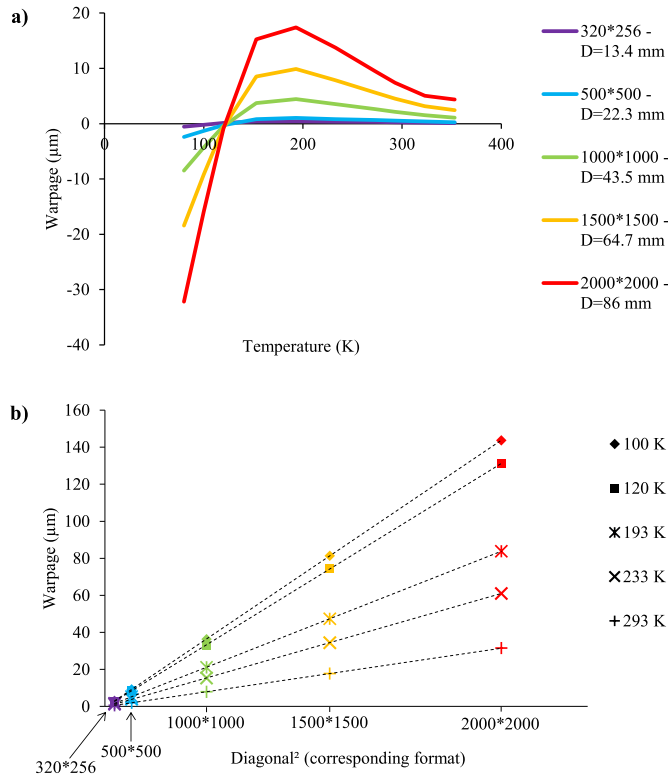 a)
20
10
0
-10
-20
-30
-40
0
100
200
300
400
Warpage (µm)
Temperature (K)
320*256 -
D=13.4 mm
500*500 -
D=22.3 mm
1000*1000 -
D=43.5 mm
1500*1500 -
D=64.7 mm
2000*2000 -
D=86 mm
b)
160
140
120
100
80
60
40
20
0
Warpage (µm)
100 K
120 K
193 K
233 K
293 K
1000*1000
1500*1500
2000*2000
320*256
500*500
Diagonal² (corresponding format)